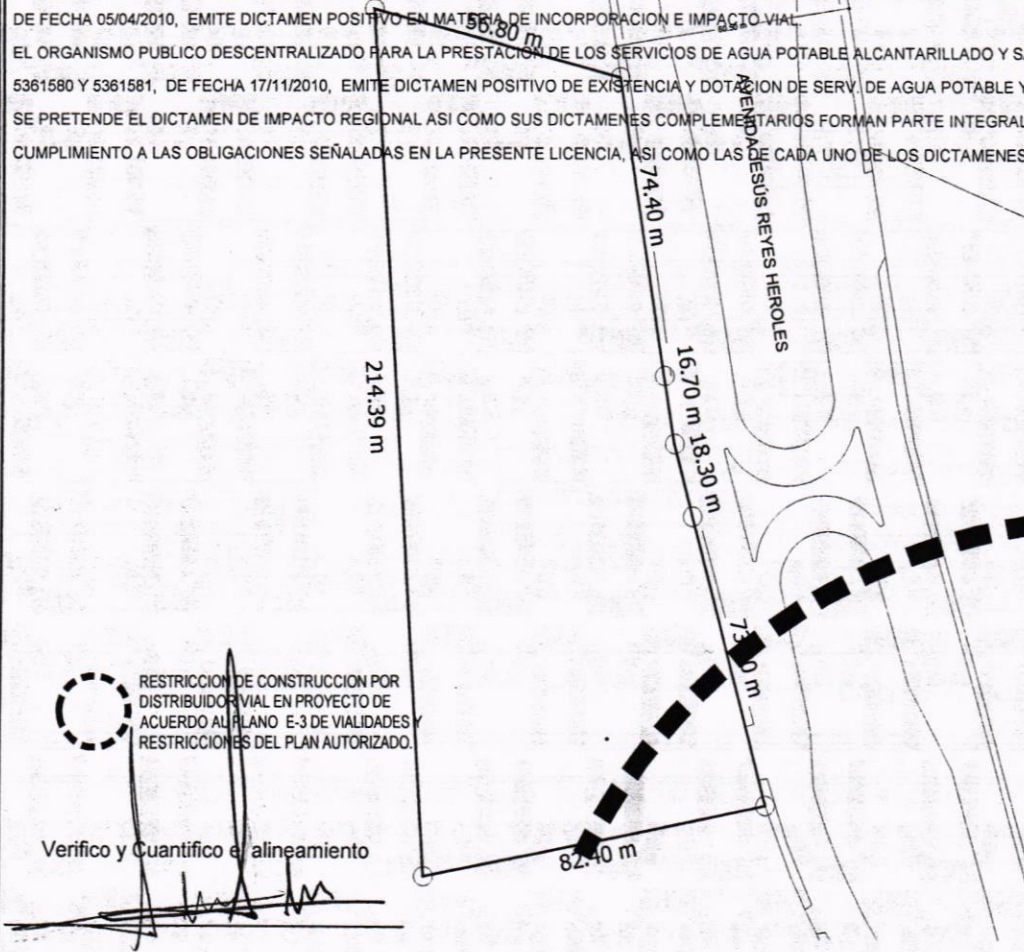 DE FECHA 05/04/2010, EMITE DICTAMEN POSITIVO EN MATERIA DE INCORPORACION E IMPACTO VIAL
EL ORGANISMO PUBLICO DESCENTRALIZADO PARA LA PRESTACION DE LOS SERVICIOS DE AGUA POTABLE ALCANTARILLADO Y S
5361580 Y 5361581, DE FECHA 17/11/2010, EMITE DICTAMEN POSITIVO DE EXISTENCIA Y DOTACION DE SERV. DE AGUA POTABLE Y
SE PRETENDE EL DICTAMEN DE IMPACTO REGIONAL ASI COMO SUS DICTAMENES COMPLEMENTARIOS FORMAN PARTE INTEGRAL
CUMPLIMIENTO A LAS OBLIGACIONES SEÑALADAS EN LA PRESENTE LICENCIA, ASI COMO LAS DE CADA UNO DE LOS DICTAMENES
56.80 m
AVENIDA JESÚS REYES HEROLES
74.40 m
214.39 m
16.70 m
18.30 m
82.40 m
RESTRICCION DE CONSTRUCCION POR
DISTRIBUIDOR VIAL EN PROYECTO DE
ACUERDO AL PLANO E-3 DE VIALIDADES Y
RESTRICCIONES DEL PLAN AUTORIZADO.
Verifico y Cuantifico el alineamiento